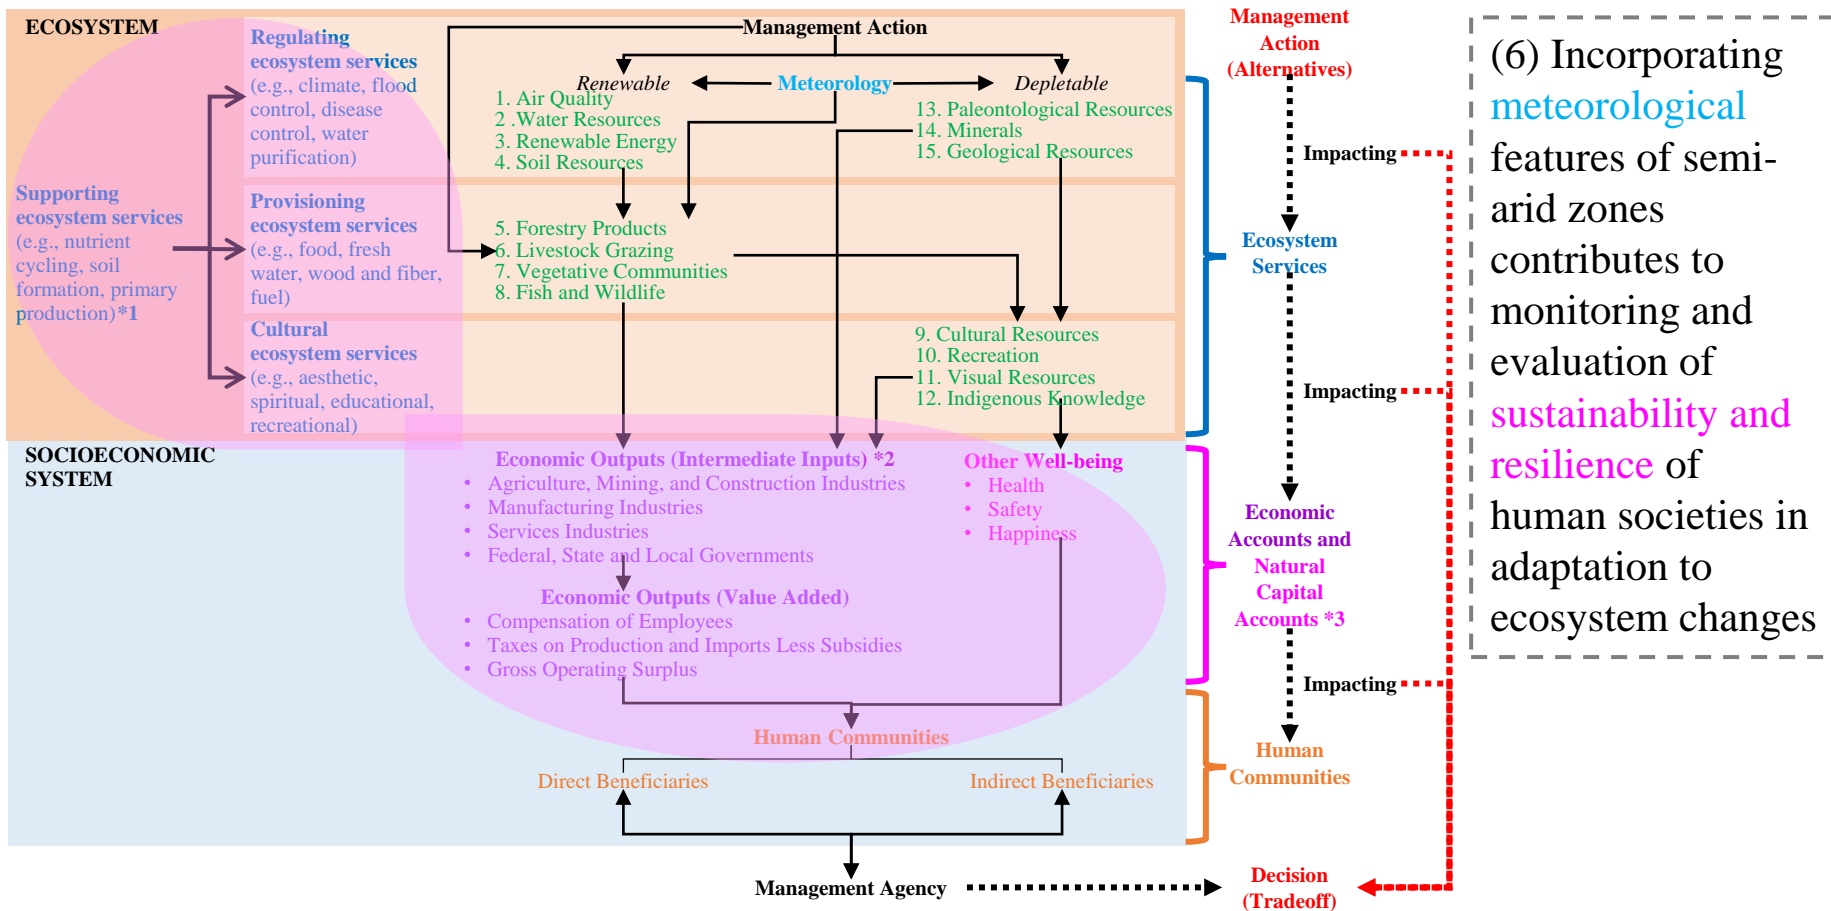 ECOSYSTEM
Regulating
ecosystem services
(e.g., climate, flood
control, disease
control, water
purification)
Supporting
ecosystem services
(e.g., nutrient
cycling, soil
formation, primary
production)*1
Provisioning
ecosystem services
(e.g., food, fresh
water, wood and fiber,
fuel)
Cultural
ecosystem services
(e.g., aesthetic,
spiritual, educational,
recreational)
Management Action
Renewable
Meteorology
Depletable
1. Air Quality
2 .Water Resources
3. Renewable Energy
4. Soil Resources
13. Paleontological Resources
14. Minerals
15. Geological Resources
5. Forestry Products
6. Livestock Grazing
7. Vegetative Communities
8. Fish and Wildlife
9. Cultural Resources
10. Recreation
11. Visual Resources
12. Indigenous Knowledge
SOCIOECONOMIC
SYSTEM
Economic Outputs (Intermediate Inputs) *2
• Agriculture, Mining, and Construction Industries
• Manufacturing Industries
• Services Industries
• Federal, State and Local Governments
Other Well-being
• Health
• Safety
• Happiness
Economic Outputs (Value Added)
• Compensation of Employees
• Taxes on Production and Imports Less Subsidies
• Gross Operating Surplus
Human Communities
Direct Beneficiaries
Indirect Beneficiaries
Management Agency
Management
Action
(Alternatives)
Impacting
Ecosystem
Services
Impacting
Economic
Accounts and
Natural
Capital
Accounts *3
Impacting
Human
Communities
Decision
(Tradeoff)
(6) Incorporating
meteorological
features of semi-
arid zones
contributes to
monitoring and
evaluation of
sustainability and
resilience of
human societies in
adaptation to
ecosystem changes